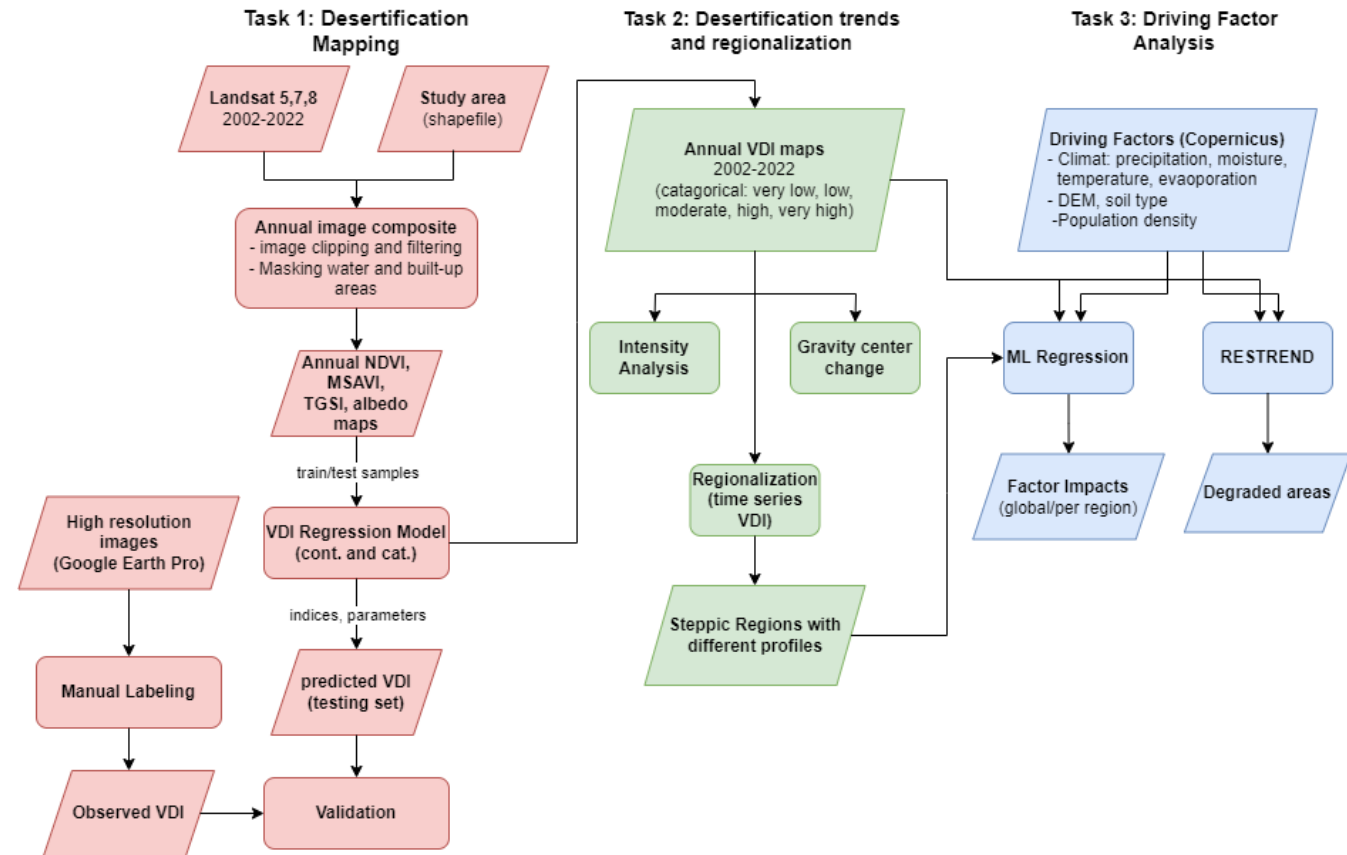 Task 1: Desertification
Mapping
Landsat 5,7,8
2002-2022
Study area
(shapefile)
Annual image composite
- image clipping and filtering
- Masking water and built-up
areas
Annual NDVI,
MSAVI,
TGSI, albedo
maps
train/test samples
High resolution
images
(Google Earth Pro)
VDI Regression Model
(cont. and cat.)
indices, parameters
Manual Labeling
predicted VDI
(testing set)
Observed VDI
Validation
Task 2: Desertification trends
and regionalization
Annual VDI maps
2002-2022
(catagorical: very low, low,
moderate, high, very high)
Intensity
Analysis
Gravity center
change
Regionalization
(time series
VDI)
Steppic Regions with
different profiles
Task 3: Driving Factor
Analysis
Driving Factors (Copernicus)
- Climat: precipitation, moisture,
temperature, evaoporation
- DEM, soil type
-Population density
ML Regression
RESTREND
Factor Impacts
(global/per region)
Degraded areas